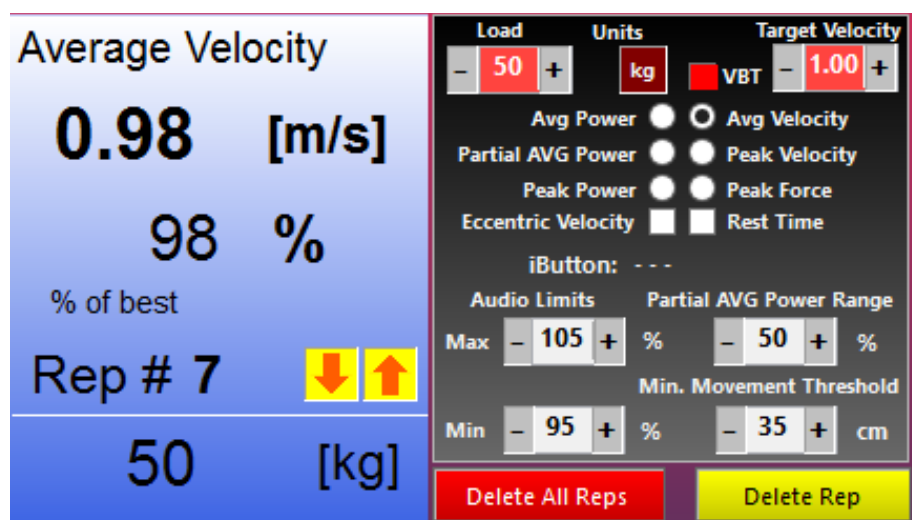 Average Velocity
0.98 [m/s]
98 %
% of best
Rep # 7
50 [kg]
Load Units Target Velocity
- 50 + kg VBT - 1.00 +
Avg Power Avg Velocity
Partial AVG Power Peak Velocity
Peak Power Peak Force
Eccentric Velocity Rest Time
iButton: - - -
Audio Limits Partial AVG Power Range
Max - 105 + % - 50 + %
Min. Movement Threshold
Min - 95 + % - 35 + cm
Delete All Reps Delete Rep